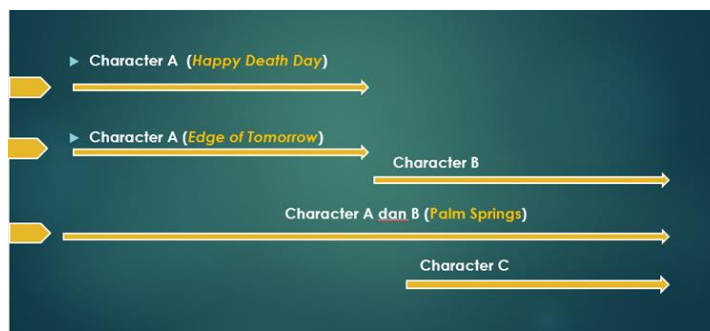 Character A (Happy Death Day)
Character A (Edge of Tomorrow)
Character B
Character A dan B (Palm Springs)
Character C